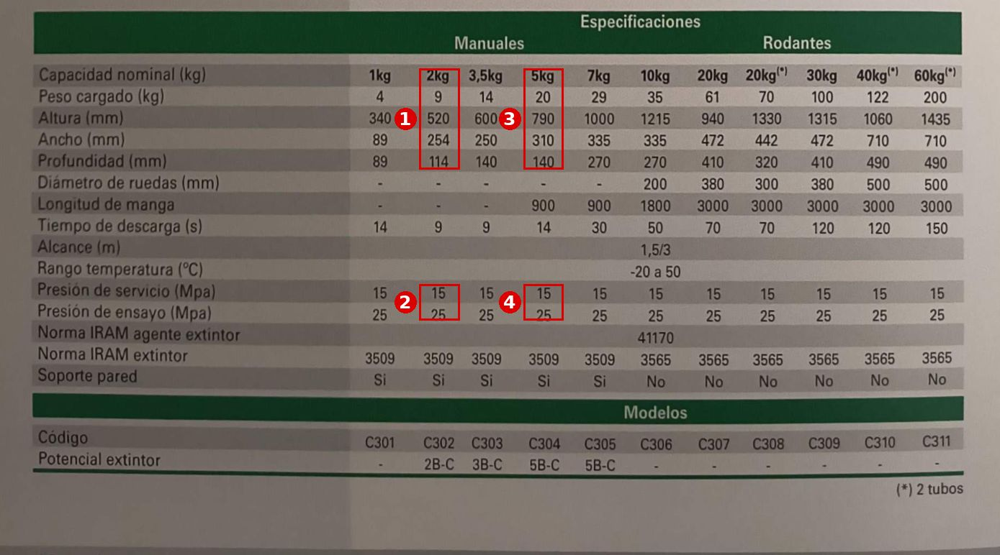 Especificaciones
Manuales Rodantes
Capacidad nominal (kg) 1kg 2kg 3,5kg 5kg 7kg 10kg 20kg 20kg(*) 30kg 40kg(*) 60kg(*)
Peso cargado (kg) 4 9 14 20 29 35 61 70 100 122 200
Altura (mm) 340 1 520 600 3 790 1000 1215 940 1330 1315 1060 1435
Ancho (mm) 89 254 250 310 335 335 472 442 472 710 710
Profundidad (mm) 89 114 140 140 270 270 410 320 410 490 490
Diámetro de ruedas (mm) - - - - - 200 380 300 380 500 500
Longitud de manga - - - 900 900 1800 3000 3000 3000 3000 3000
Tiempo de descarga (s) 14 9 9 14 30 50 70 70 120 120 150
Alcance (m) 1,5/3
Rango temperatura (ºC) -20 a 50
Presión de servicio (Mpa) 15 2 15 15 4 15 15 15 15 15 15 15 15
Presión de ensayo (Mpa) 25 25 25 25 25 25 25 25 25 25 25
Norma IRAM agente extintor 41170
Norma IRAM extintor 3509 3509 3509 3509 3509 3565 3565 3565 3565 3565 3565
Soporte pared Si Si Si Si Si No No No No No No
Modelos
Código C301 C302 C303 C304 C305 C306 C307 C308 C309 C310 C311
Potencial extintor - 2B-C 3B-C 5B-C 5B-C - - - - - -
(*) 2 tubos